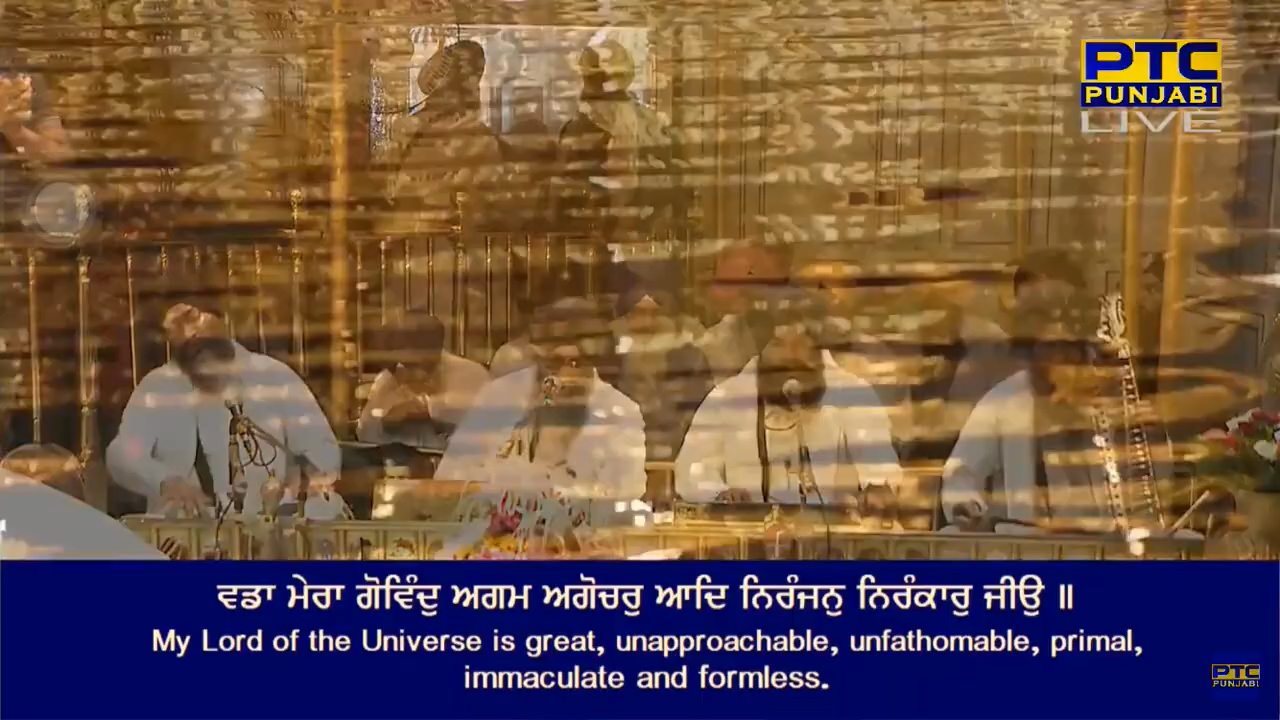 PTC
PUNJABI
LIVE
ਵਡਾ ਮੇਰਾ ਗੋਵਿੰਦੁ ਅਗਮ ਅਗੋਚਰੁ ਆਦਿ ਨਿਰੰਜਨੁ ਨਿਰੰਕਾਰੁ ਜੀਉ ॥
My Lord of the Universe is great, unapproachable, unfathomable, primal,
immaculate and formless.
PTC
PUNJABI